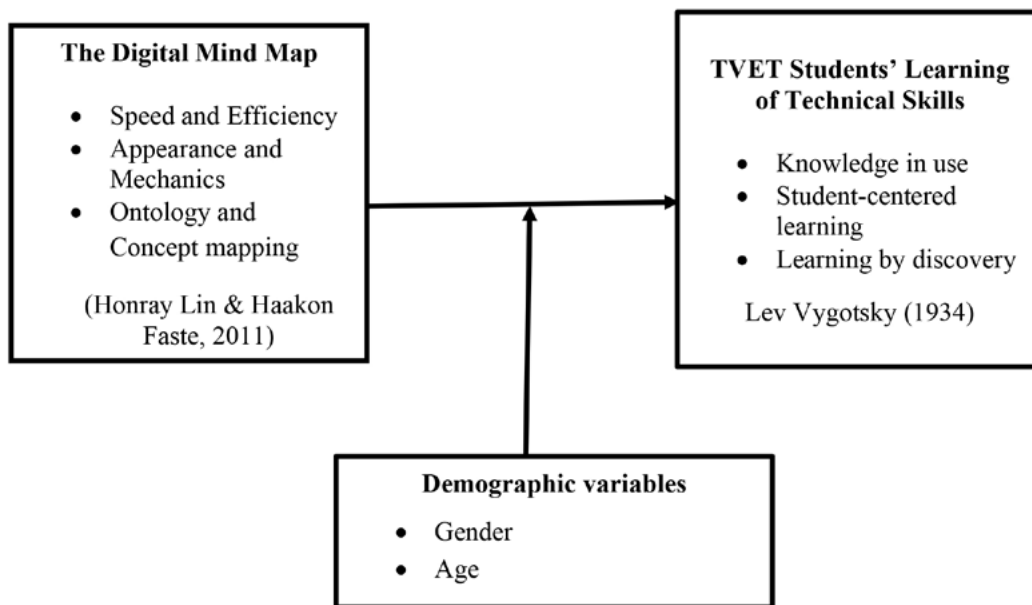 The Digital Mind Map
• Speed and Efficiency
• Appearance and
Mechanics
• Ontology and
Concept mapping
(Honray Lin & Haakon
Faste, 2011)
TVET Students’ Learning
of Technical Skills
• Knowledge in use
• Student-centered
learning
• Learning by discovery
Lev Vygotsky (1934)
Demographic variables
• Gender
• Age